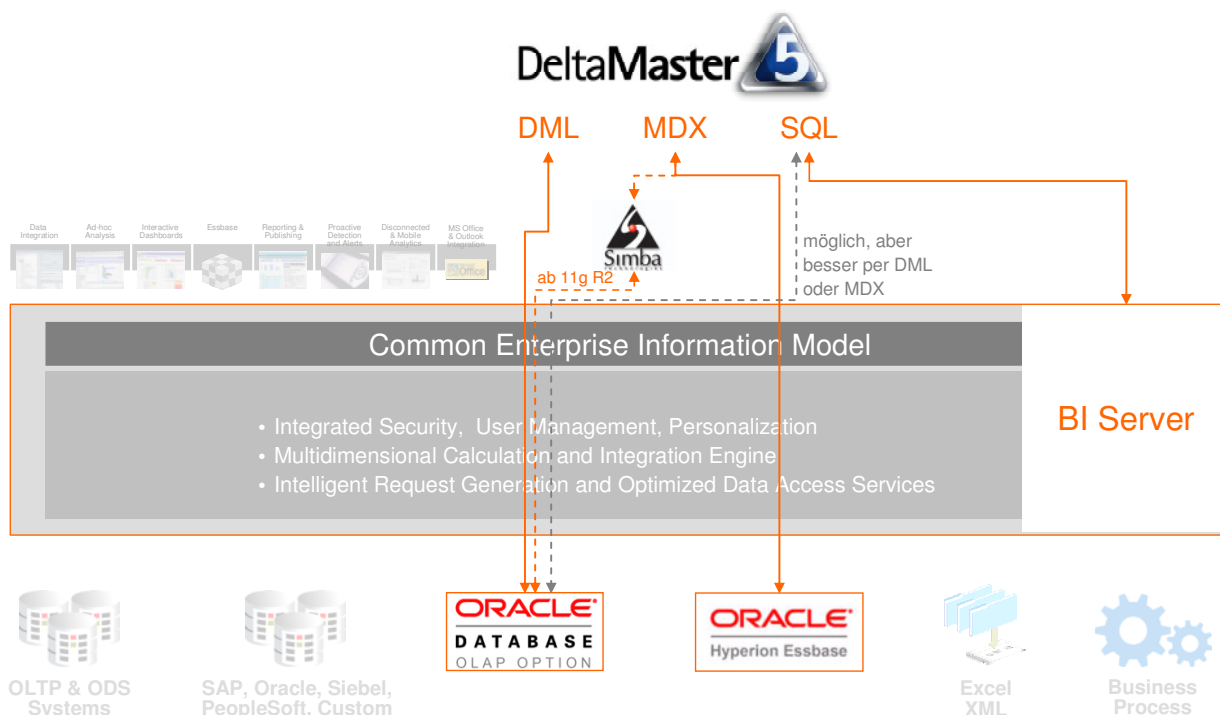 DeltaMaster 5
DML
MDX
SQL
Data
Integration
Ad-hoc
Analysis
Interactive
Dashboards
Essbase
Reporting &
Publishing
Proactive
Detection
and Alerts
Disconnected
& Mobile
Analytics
MS Office
& Outlook
Integration
Office
Simba
ab 11g R2
möglich, aber
besser per DML
oder MDX
Common Enterprise Information Model
• Integrated Security, User Management, Personalization
• Multidimensional Calculation and Integration Engine
• Intelligent Request Generation and Optimized Data Access Services
BI Server
ORACLE
DATABASE
OLAP OPTION
ORACLE
Hyperion Essbase
OLTP & ODS
Systems
SAP, Oracle, Siebel,
PeopleSoft, Custom
Excel
XML
Business
Process